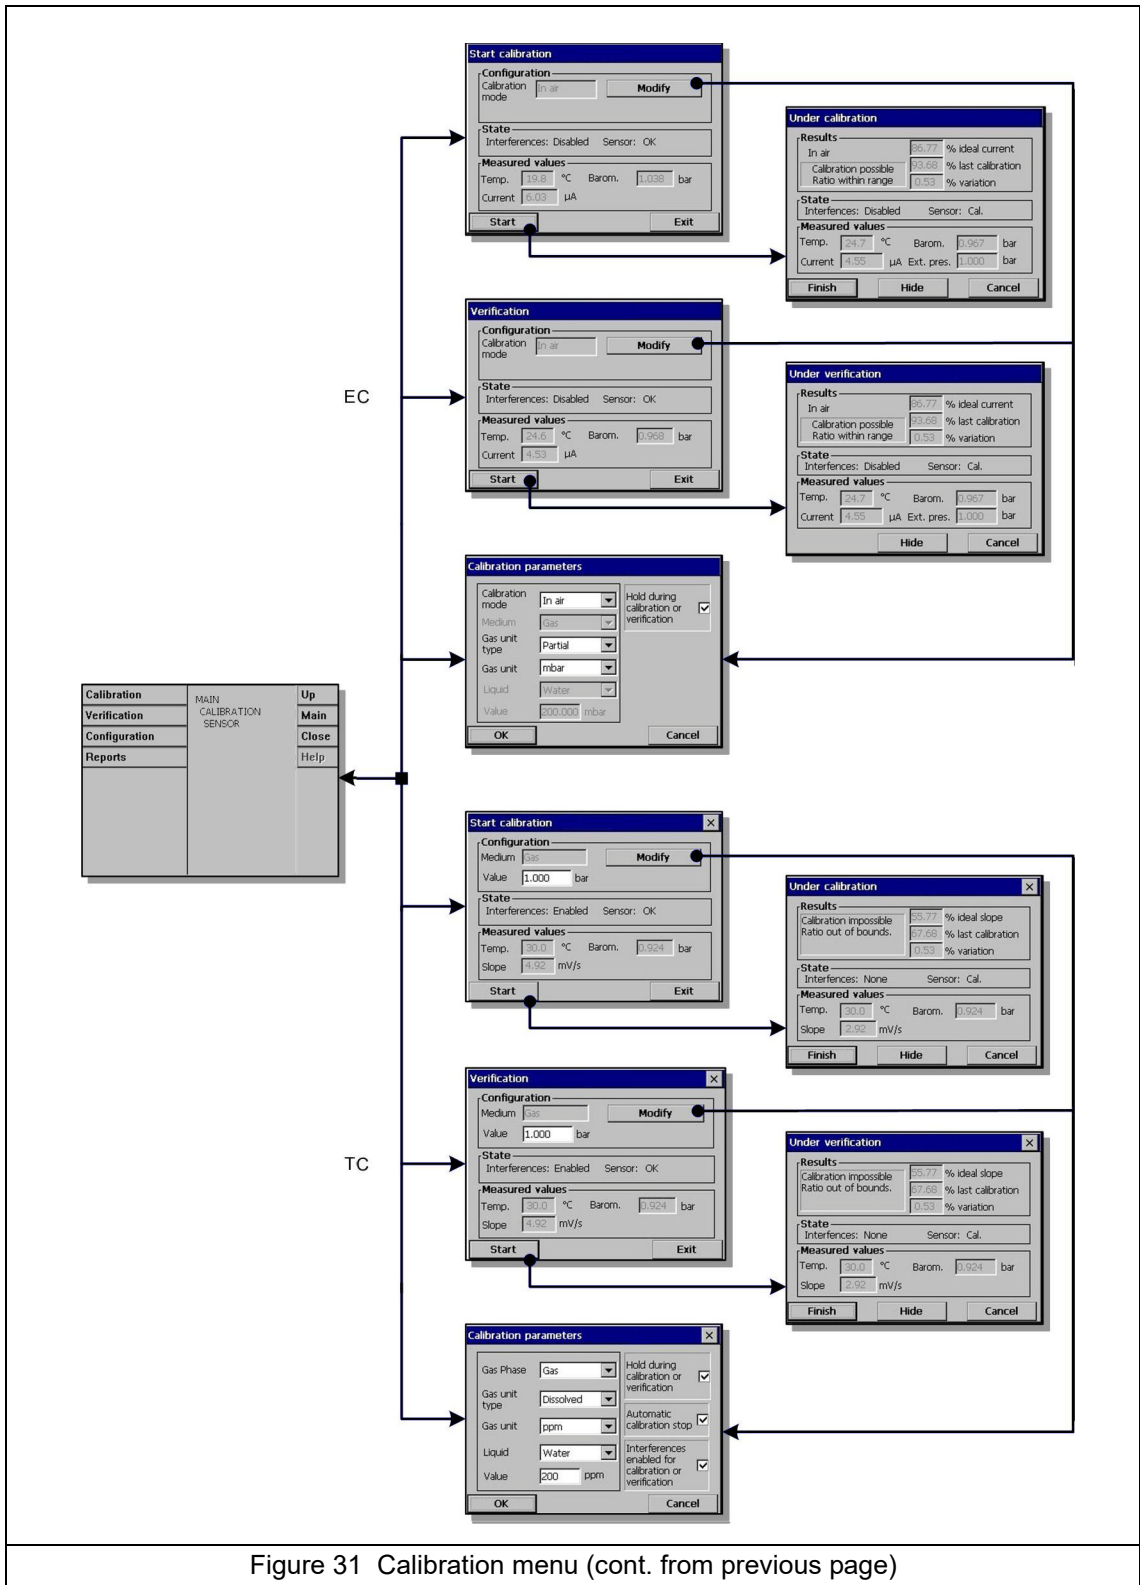 Start calibration
Configuration
Calibration mode In air Modify
State
Interferences: Disabled Sensor: OK
Measured values
Temp. 19.8 °C Barom. 1.038 bar
Current 6.03 µA
Start Exit
Under calibration
Results
In air 86.77 % ideal current
Calibration possible 93.68 % last calibration
Ratio within range 0.53 % variation
State
Interfences: Disabled Sensor: Cal.
Measured values
Temp. 24.7 °C Barom. 0.967 bar
Current 4.55 µA Ext. pres. 1.000 bar
Finish Hide Cancel
EC
Verification
Configuration
Calibration mode In air Modify
State
Interferences: Disabled Sensor: OK
Measured values
Temp. 24.6 °C Barom. 0.968 bar
Current 4.53 µA
Start Exit
Under verification
Results
In air 86.77 % ideal current
Calibration possible 93.68 % last calibration
Ratio within range 0.53 % variation
State
Interfences: Disabled Sensor: Cal.
Measured values
Temp. 24.7 °C Barom. 0.967 bar
Current 4.55 µA Ext. pres. 1.000 bar
Hide Cancel
Calibration parameters
Calibration mode In air
Medium Gas
Gas unit type Partial
Gas unit mbar
Liquid Water
Value 200.000 mbar
Hold during
calibration or
verification
OK Cancel
Calibration
Verification
Configuration
Reports
MAIN
CALIBRATION
SENSOR
Up
Main
Close
Help
Start calibration
Configuration
Medium Gas Modify
Value 1.000 bar
State
Interferences: Enabled Sensor: OK
Measured values
Temp. 30.0 °C Barom. 0.924 bar
Slope 4.92 mV/s
Start Exit
Under calibration
Results
Calibration impossible 55.77 % ideal slope
Ratio out of bounds. 67.68 % last calibration
0.53 % variation
State
Interfences: None Sensor: Cal.
Measured values
Temp. 30.0 °C Barom. 0.924 bar
Slope 2.92 mV/s
Finish Hide Cancel
TC
Verification
Configuration
Medium Gas Modify
Value 1.000 bar
State
Interferences: Enabled Sensor: OK
Measured values
Temp. 30.0 °C Barom. 0.924 bar
Slope 4.92 mV/s
Start Exit
Under verification
Results
Calibration impossible 55.77 % ideal slope
Ratio out of bounds. 67.68 % last calibration
0.53 % variation
State
Interfences: None Sensor: Cal.
Measured values
Temp. 30.0 °C Barom. 0.924 bar
Slope 2.92 mV/s
Finish Hide Cancel
Calibration parameters
Gas Phase Gas
Gas unit type Dissolved
Gas unit ppm
Liquid Water
Value 200 ppm
Hold during
calibration or
verification
Automatic
calibration stop
Interferences
enabled for
calibration or
verification
OK Cancel
Figure 31 Calibration menu (cont. from previous page)